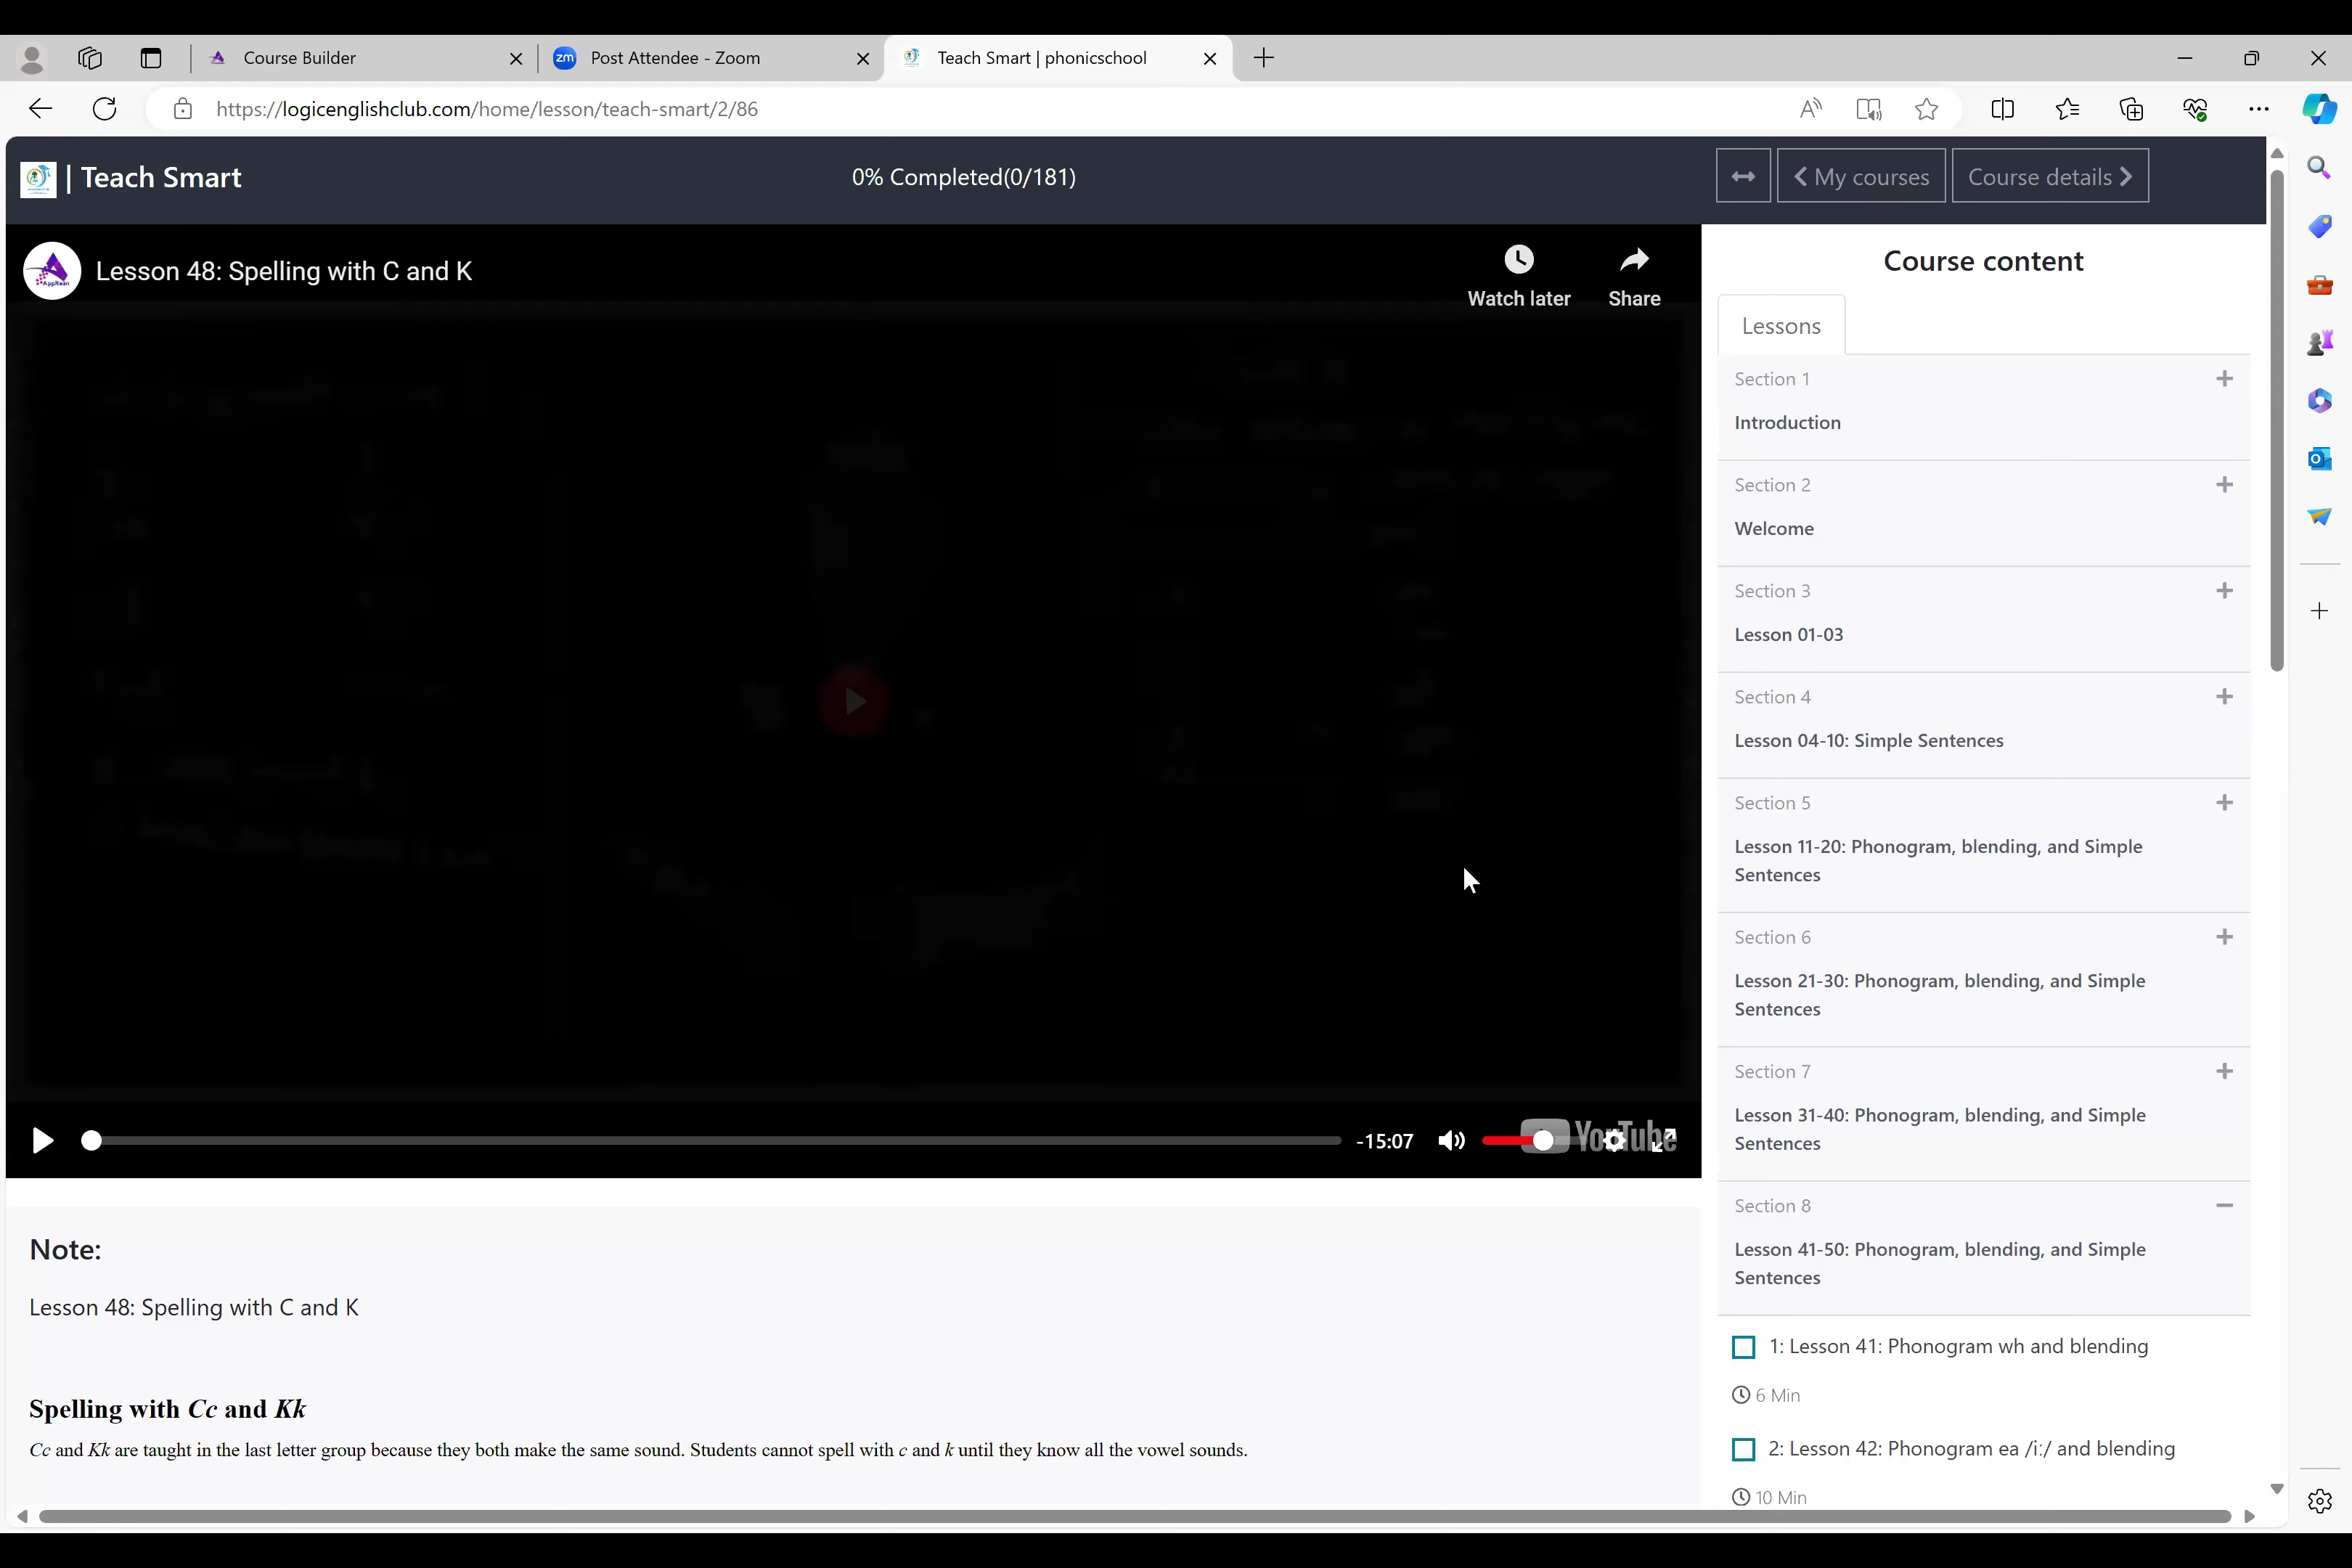 Course Builder
zm
Post Attendee - Zoom
Teach Smart | phonicschool
https://logicenglishclub.com/home/lesson/teach-smart/2/86
| Teach Smart
0% Completed(0/181)
My courses
Course details
AppRean
Lesson 48: Spelling with C and K
Watch later
Share
-15:07
YouTube
Note:
Lesson 48: Spelling with C and K
Spelling with Cc and Kk
Cc and Kk are taught in the last letter group because they both make the same sound. Students cannot spell with c and k until they know all the vowel sounds.
Course content
Lessons
Section 1
Introduction
Section 2
Welcome
Section 3
Lesson 01-03
Section 4
Lesson 04-10: Simple Sentences
Section 5
Lesson 11-20: Phonogram, blending, and Simple
Sentences
Section 6
Lesson 21-30: Phonogram, blending, and Simple
Sentences
Section 7
Lesson 31-40: Phonogram, blending, and Simple
Sentences
Section 8
Lesson 41-50: Phonogram, blending, and Simple
Sentences
1: Lesson 41: Phonogram wh and blending
6 Min
2: Lesson 42: Phonogram ea /i:/ and blending
10 Min